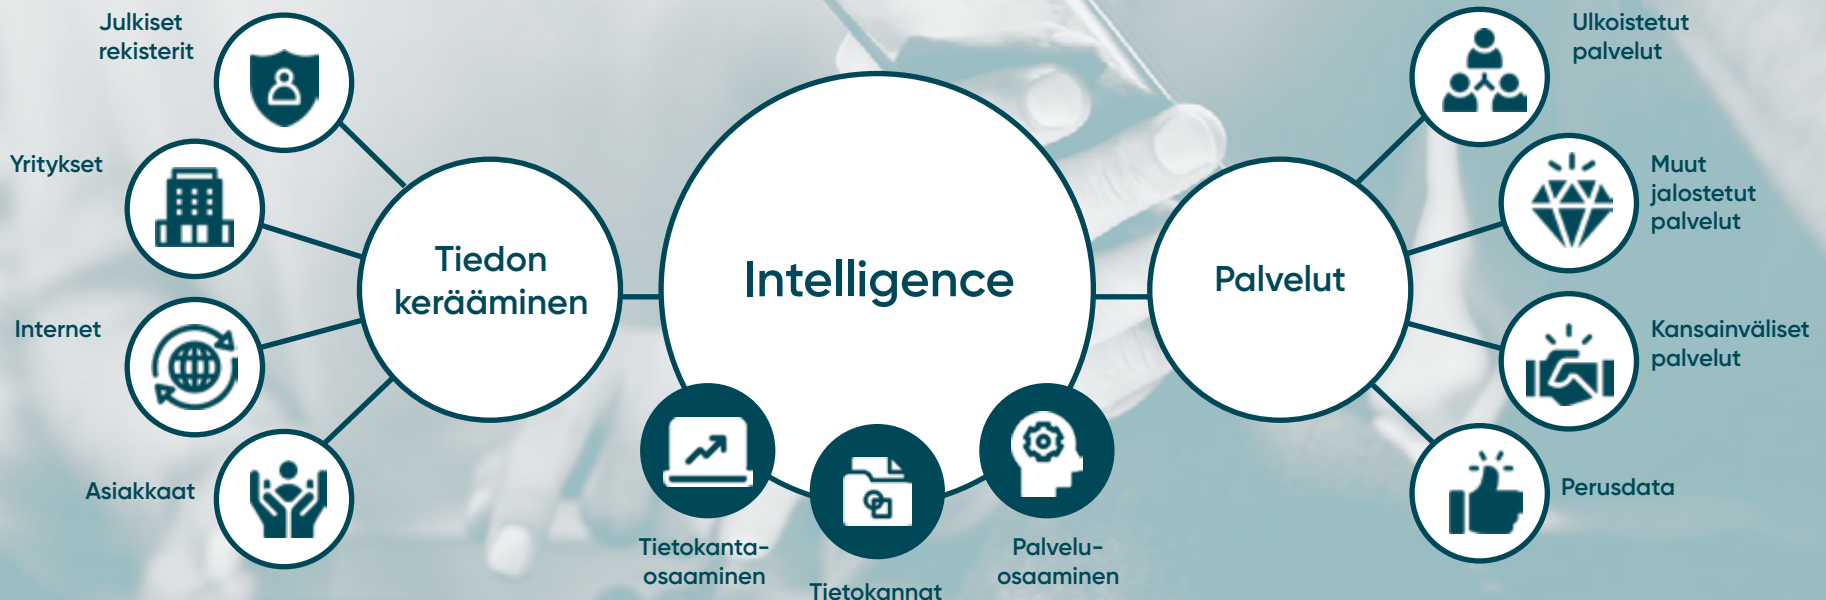 Julkiset
rekisterit
Yritykset
Internet
Asiakkaat
Tiedon
kerääminen
Intelligence
Tietokanta-
osaaminen
Tietokannat
Palvelu-
osaaminen
Palvelut
Ulkoistetut
palvelut
Muut
jalostetut
palvelut
Kansainväliset
palvelut
Perusdata